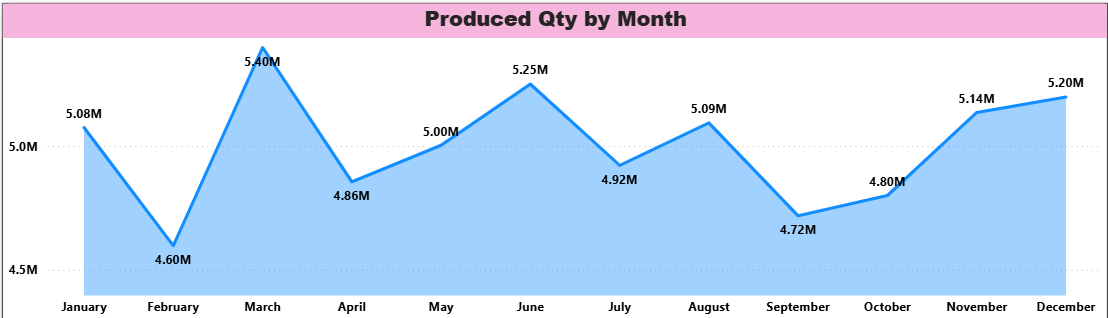 Produced Qty by Month
5.40M
5.25M
5.20M
5.08M
5.09M
5.14M
5.00M
5.0M
4.92M
4.80M
4.86M
4.72M
4.60M
4.5M
January February March April May June July August September October November December